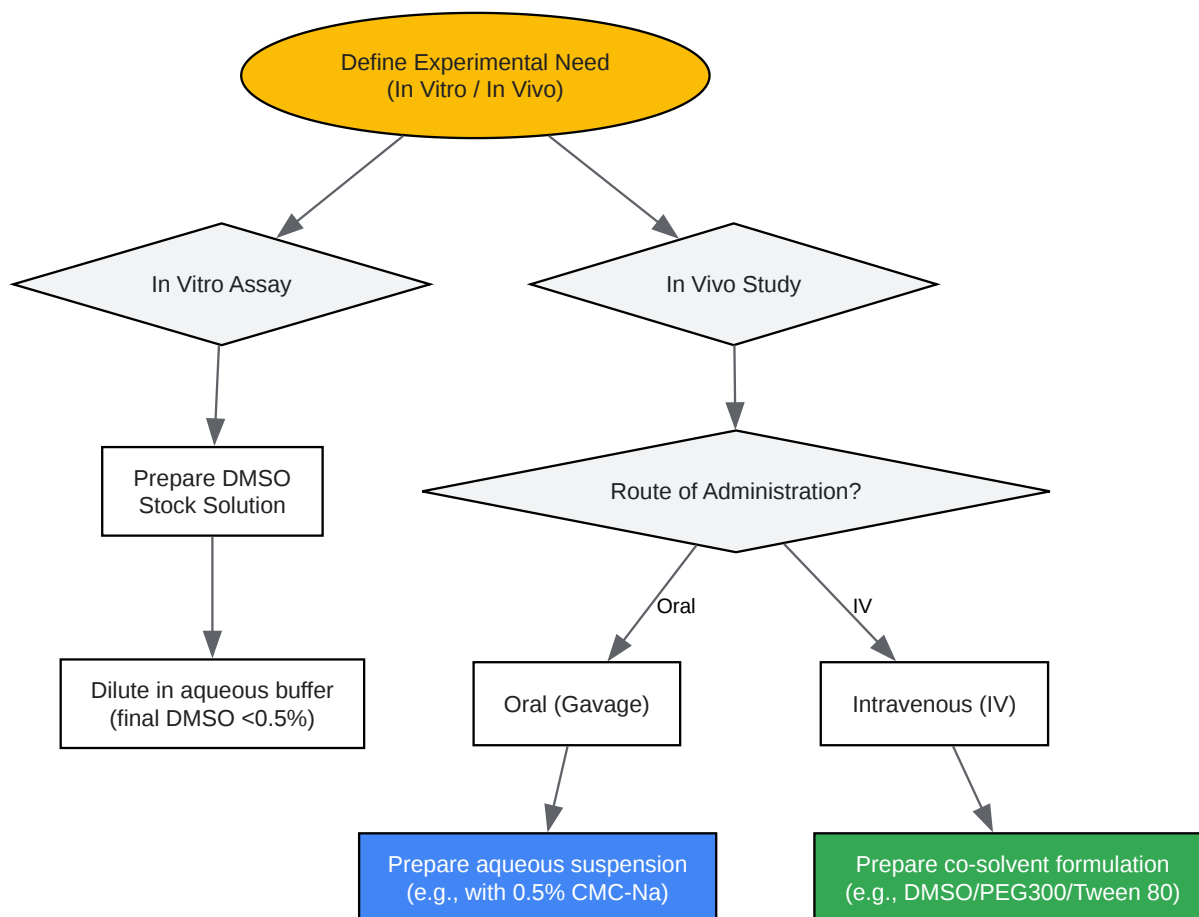 Define Experimental Need
(In Vitro / In Vivo)
In Vitro Assay
In Vivo Study
Prepare DMSO
Stock Solution
Route of Administration?
Oral
IV
Dilute in aqueous buffer
(final DMSO <0.5%)
Oral (Gavage)
Intravenous (IV)
Prepare aqueous suspension
(e.g., with 0.5% CMC-Na)
Prepare co-solvent formulation
(e.g., DMSO/PEG300/Tween 80)